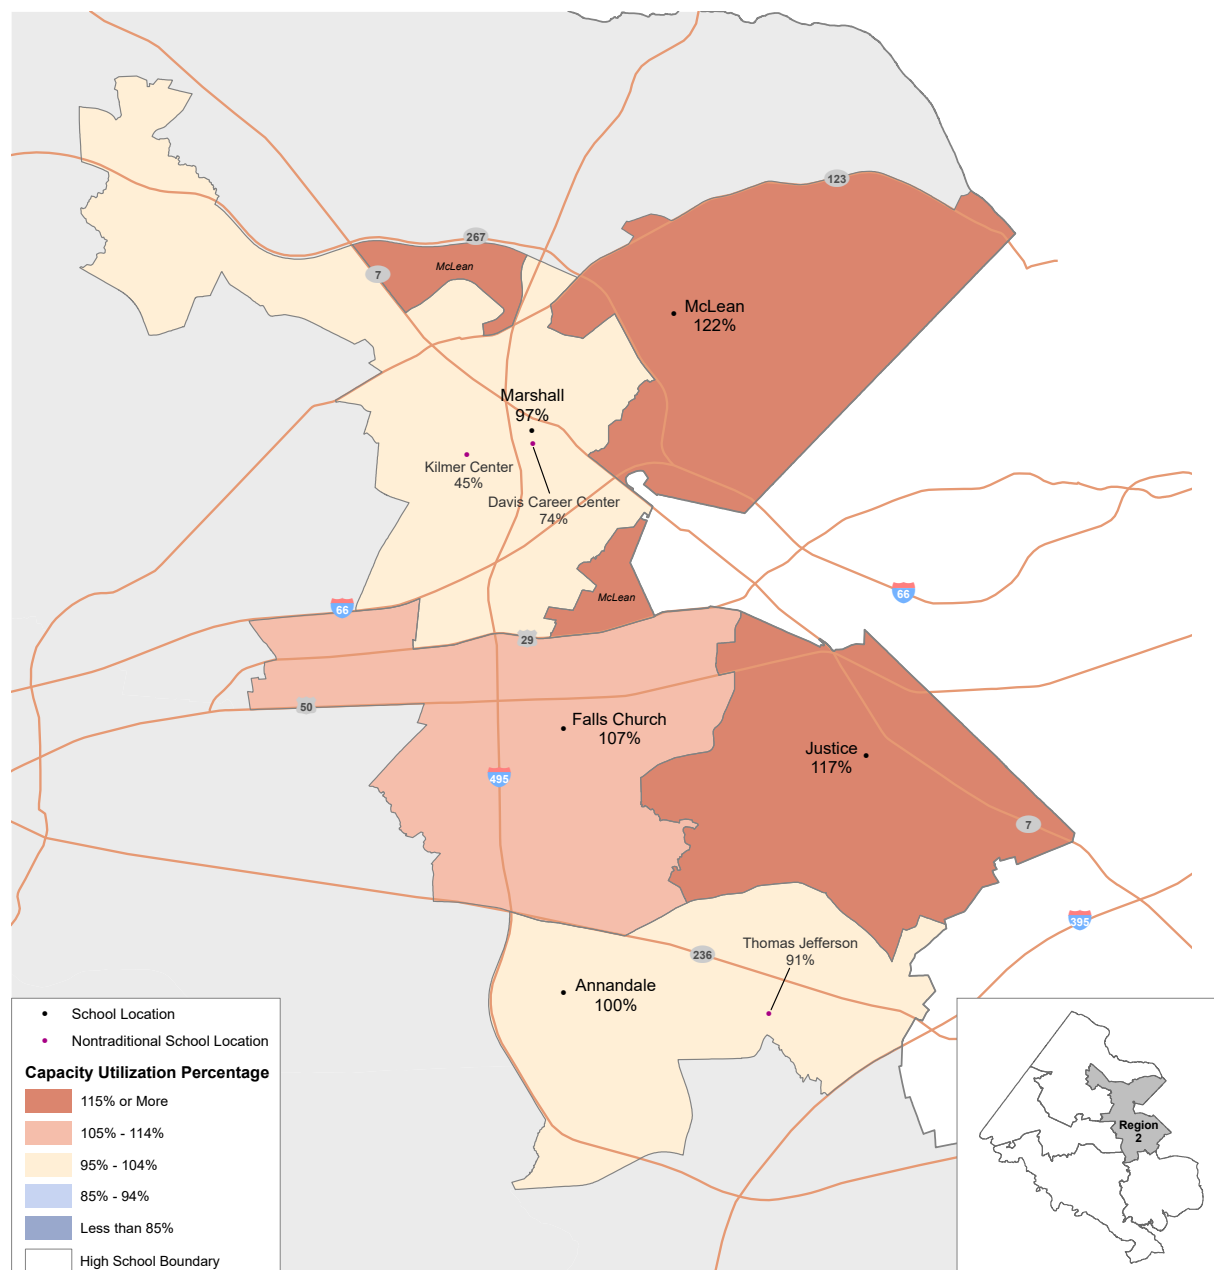 123
267
McLean
7
McLean
122%
Marshall
97%
Kilmer Center
45%
Davis Career Center
74%
McLean
66
66
29
50
Falls Church
107%
Justice
117%
495
7
395
236
Thomas Jefferson
91%
Annandale
100%
School Location
Nontraditional School Location
Capacity Utilization Percentage
115% or More
105% - 114%
95% - 104%
85% - 94%
Less than 85%
High School Boundary
Region
2